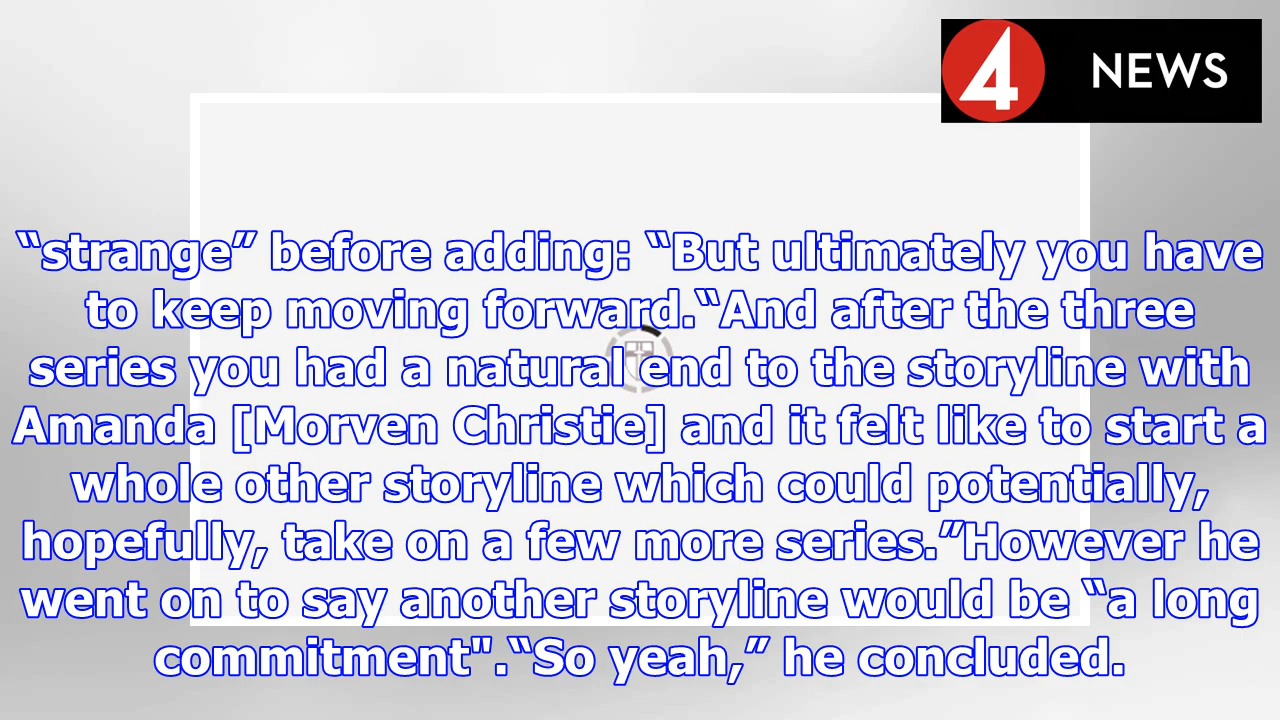 4 NEWS
“strange” before adding: “But ultimately you have
to keep moving forward.“And after the three
series you had a natural end to the storyline with
Amanda [Morven Christie] and it felt like to start a
whole other storyline which could potentially,
hopefully, take on a few more series.”However he
went on to say another storyline would be “a long
commitment".“So yeah,” he concluded.